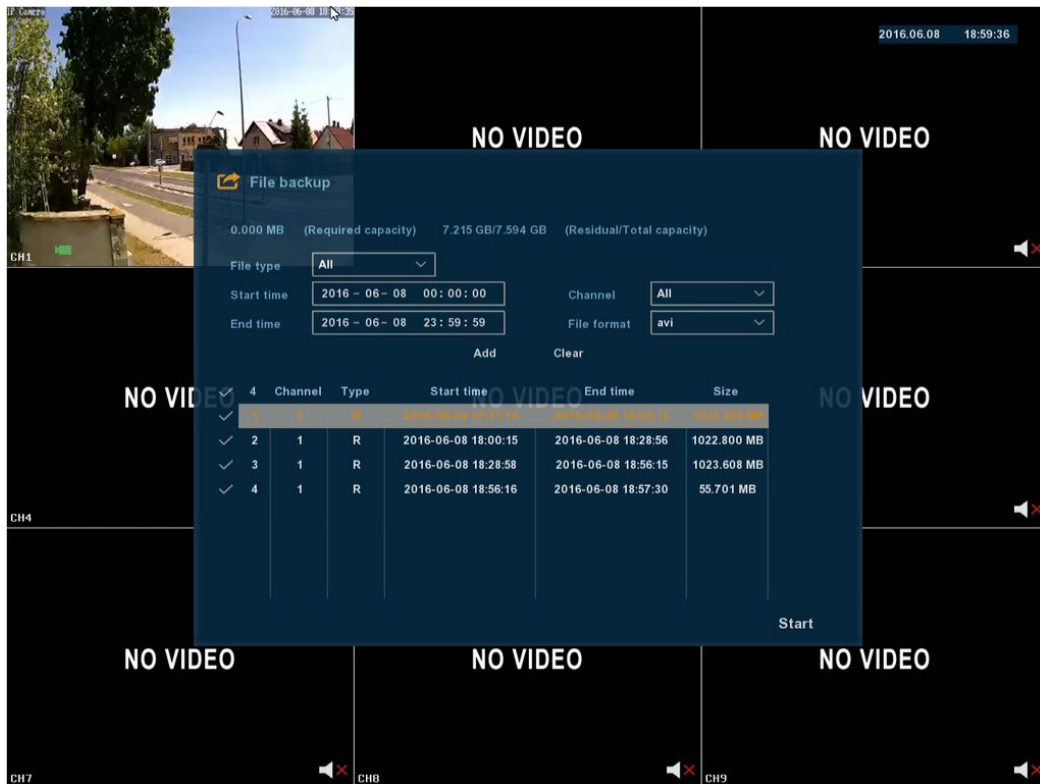 IP Camera
2016-06-08 18
2016.06.08 18:59:36
NO VIDEO
NO VIDEO
File backup
0.000 MB (Required capacity) 7.215 GB/7.594 GB (Residual/Total capacity)
CH1
File type All
Start time 2016 - 06- 08 00: 00: 00 Channel All
End time 2016 - 06- 08 23: 59: 59 File format avi
Add Clear
NO VIDEO
NO VIDEO
NO VIDEO
4 Channel Type Start time End time Size
1 1 R
2 1 R 2016-06-08 18:00:15 2016-06-08 18:28:56 1022.800 MB
3 1 R 2016-06-08 18:28:58 2016-06-08 18:56:15 1023.608 MB
4 1 R 2016-06-08 18:56:16 2016-06-08 18:57:30 55.701 MB
CH4
Start
NO VIDEO
NO VIDEO
NO VIDEO
CH7
CH8
CH9